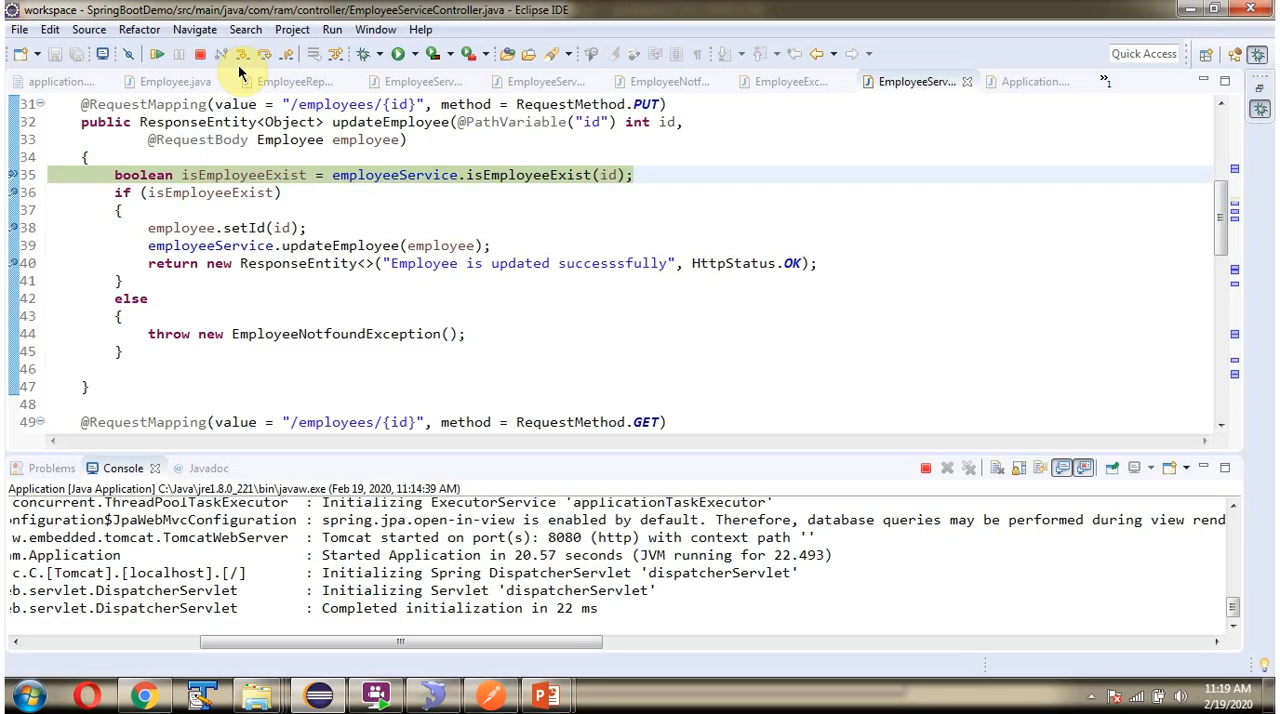 workspace - SpringBootDemo/src/main/java/com/ram/controller/EmployeeServiceController.java - Eclipse IDE
File Edit Source Refactor Navigate Search Project Run Window Help
Quick Access
application.... Employee.java EmployeeRep... EmployeeServ... EmployeeServ... EmployeeNotf... EmployeeExc... EmployeeServ... Application.... »1
31 @RequestMapping(value = "/employees/{id}", method = RequestMethod.PUT)
32 public ResponseEntity<Object> updateEmployee(@PathVariable("id") int id,
33 @RequestBody Employee employee)
34 {
35 boolean isEmployeeExist = employeeService.isEmployeeExist(id);
36 if (isEmployeeExist)
37 {
38 employee.setId(id);
39 employeeService.updateEmployee(employee);
40 return new ResponseEntity<>("Employee is updated successsfully", HttpStatus.OK);
41 }
42 else
43 {
44 throw new EmployeeNotfoundException();
45 }
46
47 }
48
49 @RequestMapping(value = "/employees/{id}", method = RequestMethod.GET)
Problems Console Javadoc
Application [Java Application] C:\Java\jre1.8.0_221\bin\javaw.exe (Feb 19, 2020, 11:14:39 AM)
concurrent.ThreadPoolTaskExecutor : Initializing ExecutorService 'applicationTaskExecutor'
onfiguration$JpaWebMvcConfiguration : spring.jpa.open-in-view is enabled by default. Therefore, database queries may be performed during view rend
w.embedded.tomcat.TomcatWebServer : Tomcat started on port(s): 8080 (http) with context path ''
m.Application : Started Application in 20.57 seconds (JVM running for 22.493)
c.C.[Tomcat].[localhost].[/] : Initializing Spring DispatcherServlet 'dispatcherServlet'
b.servlet.DispatcherServlet : Initializing Servlet 'dispatcherServlet'
b.servlet.DispatcherServlet : Completed initialization in 22 ms
11:19 AM
2/19/2020